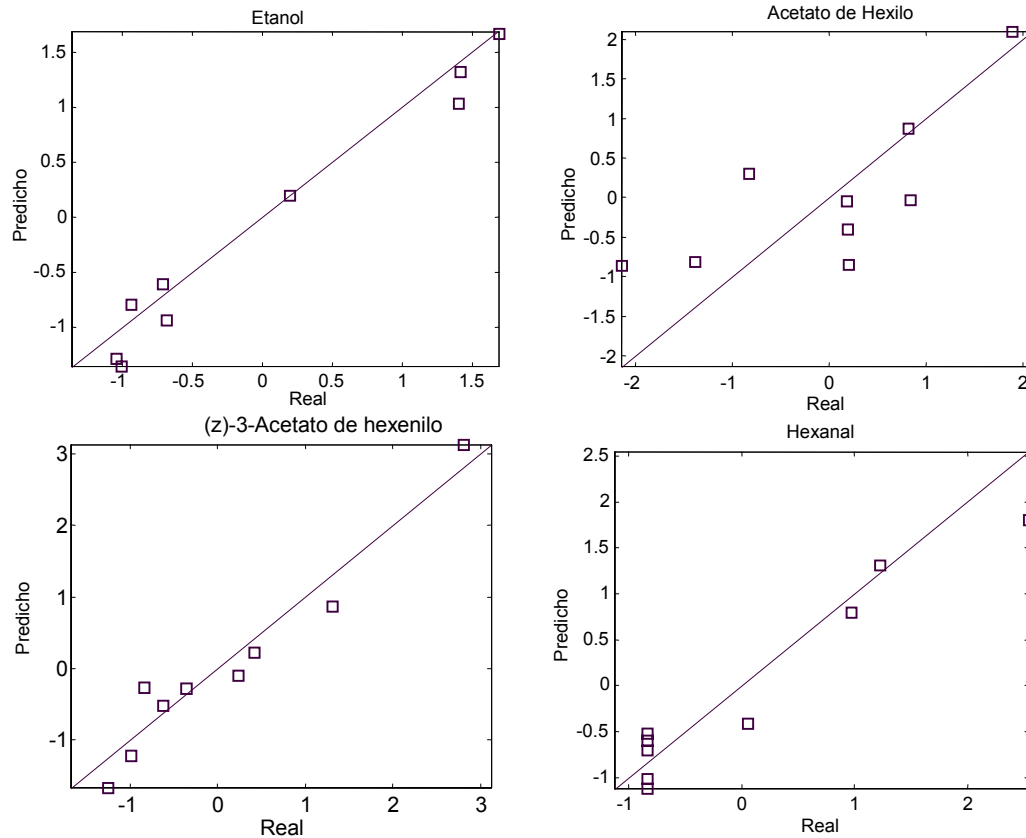 Etanol
1.5
1
0.5
0
-0.5
-1
-1 -0.5 0 0.5 1 1.5
Predicho
Real
Acetato de Hexilo
2
1.5
1
0.5
0
-0.5
-1
-1.5
-2
-2 -1 0 1 2
Predicho
Real
(z)-3-Acetato de hexenilo
3
2
1
0
-1
-1 0 1 2 3
Predicho
Real
Hexanal
2.5
2
1.5
1
0.5
0
-0.5
-1
-1 0 1 2
Predicho
Real